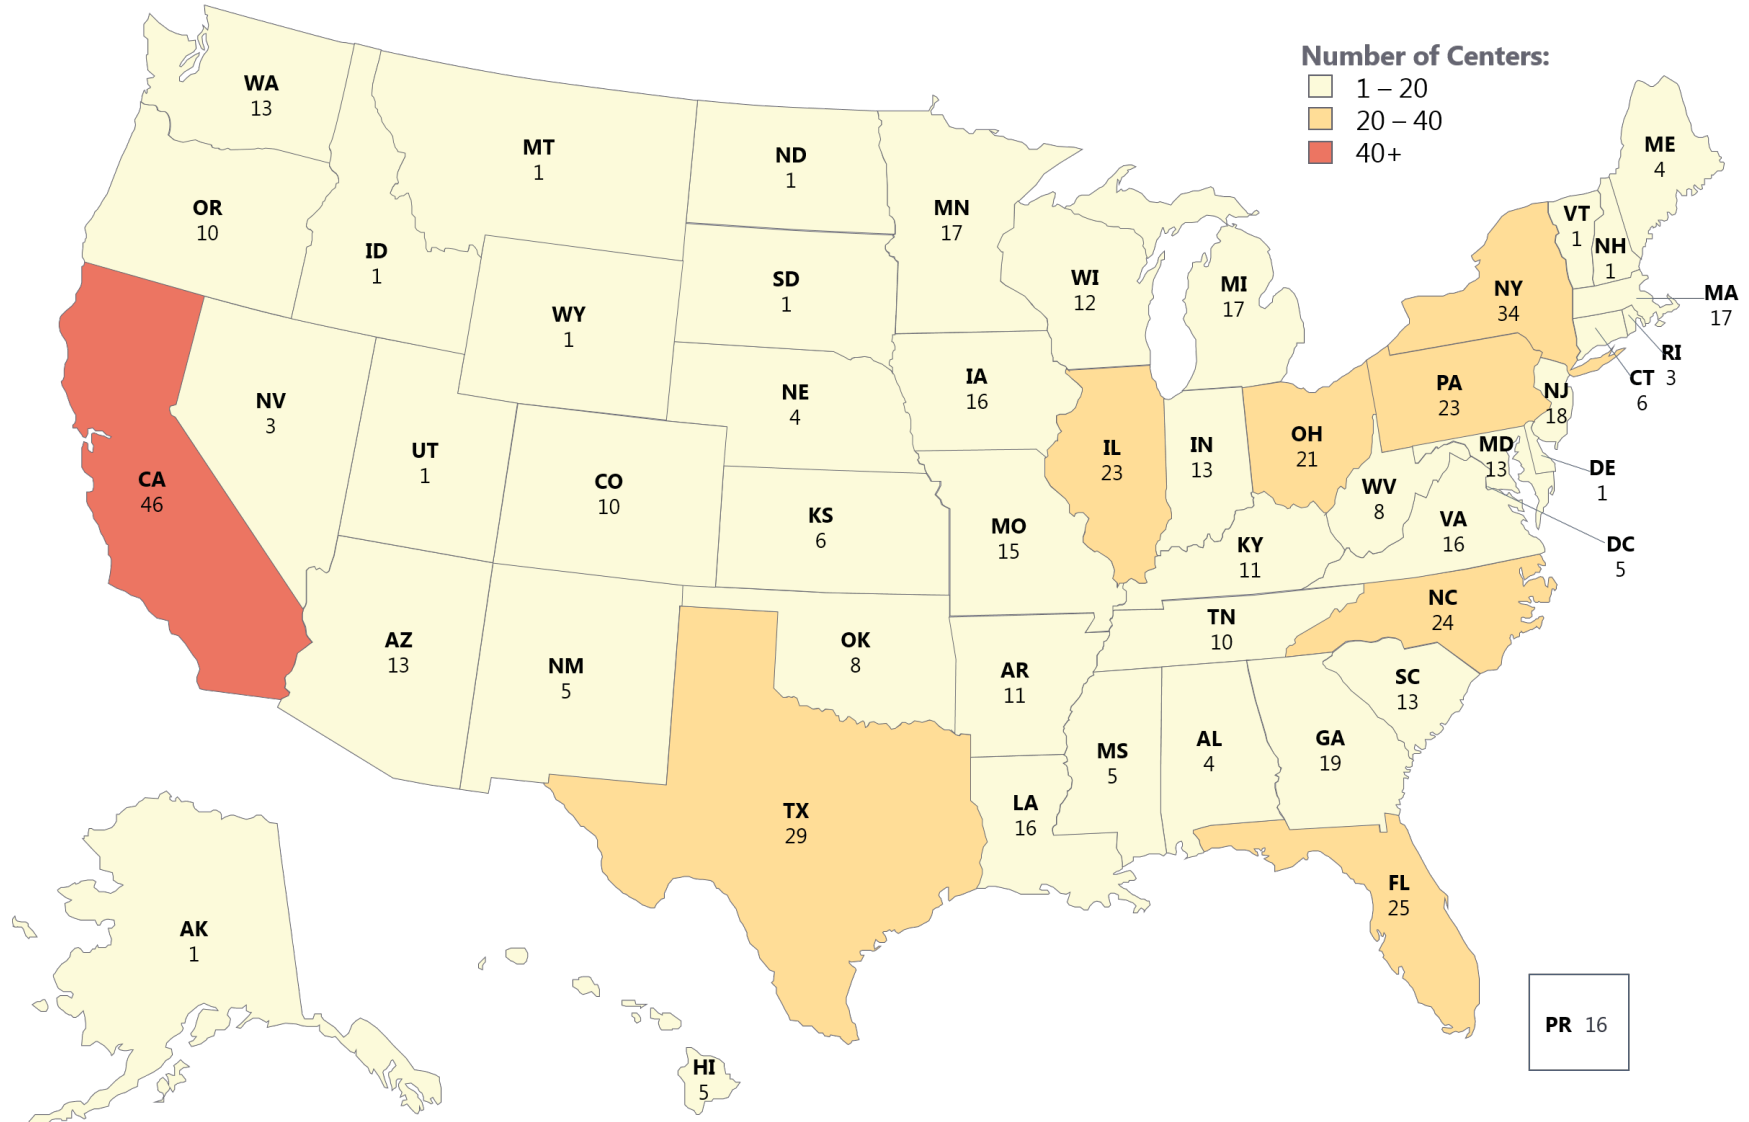 Number of Centers:
1 – 20
20 – 40
40+
WA
13
OR
10
CA
46
ID
1
NV
3
MT
1
WY
1
UT
1
AZ
13
CO
10
NM
5
ND
1
SD
1
NE
4
KS
6
OK
8
TX
29
MN
17
IA
16
MO
15
AR
11
LA
16
WI
12
IL
23
MI
17
IN
13
OH
21
KY
11
TN
10
MS
5
AL
4
GA
19
FL
25
SC
13
NC
24
VA
16
WV
8
PA
23
NY
34
VT
1
NH
1
ME
4
MA
17
RI
3
CT
6
NJ
18
MD
13
DE
1
DC
5
AK
1
HI
5
PR 16